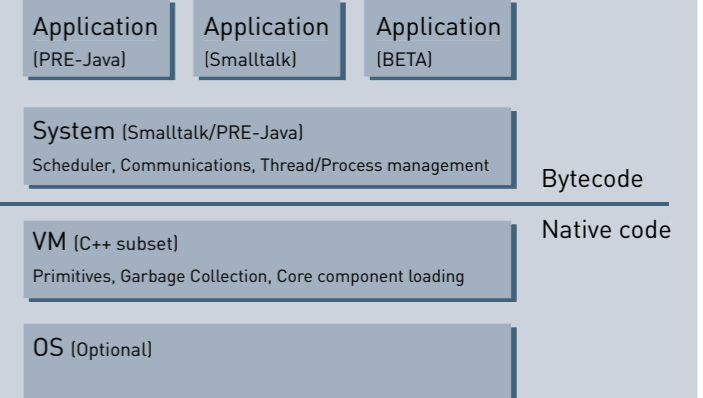 Application
(PRE-Java)
Application
(Smalltalk)
Application
(BETA)
System (Smalltalk/PRE-Java)
Scheduler, Communications, Thread/Process management
Bytecode
Native code
VM (C++ subset)
Primitives, Garbage Collection, Core component loading
OS (Optional)